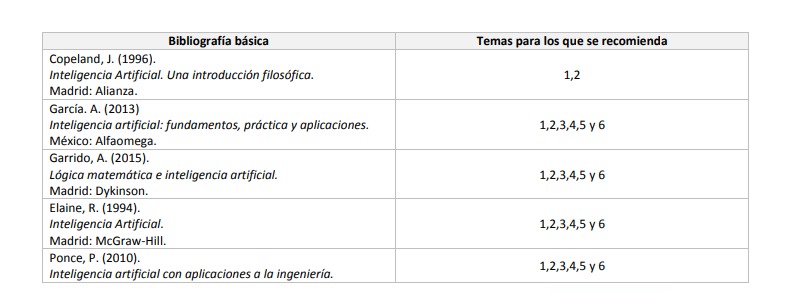 Bibliografía básica
Temas para los que se recomienda
Copeland, J. (1996).
Inteligencia Artificial. Una introducción filosófica.
Madrid: Alianza.
1,2
García. A. (2013)
Inteligencia artificial: fundamentos, práctica y aplicaciones.
México: Alfaomega.
1,2,3,4,5 y 6
Garrido, A. (2015).
Lógica matemática e inteligencia artificial.
Madrid: Dykinson.
1,2,3,4,5 y 6
Elaine, R. (1994).
Inteligencia Artificial.
Madrid: McGraw-Hill.
1,2,3,4,5 y 6
Ponce, P. (2010).
Inteligencia artificial con aplicaciones a la ingeniería.
1,2,3,4,5 y 6